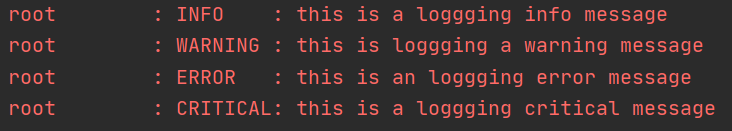 root         : INFO    : this is a loggging info message
root         : WARNING : this is loggging a warning message
root         : ERROR   : this is an loggging error message
root         : CRITICAL: this is a loggging critical message